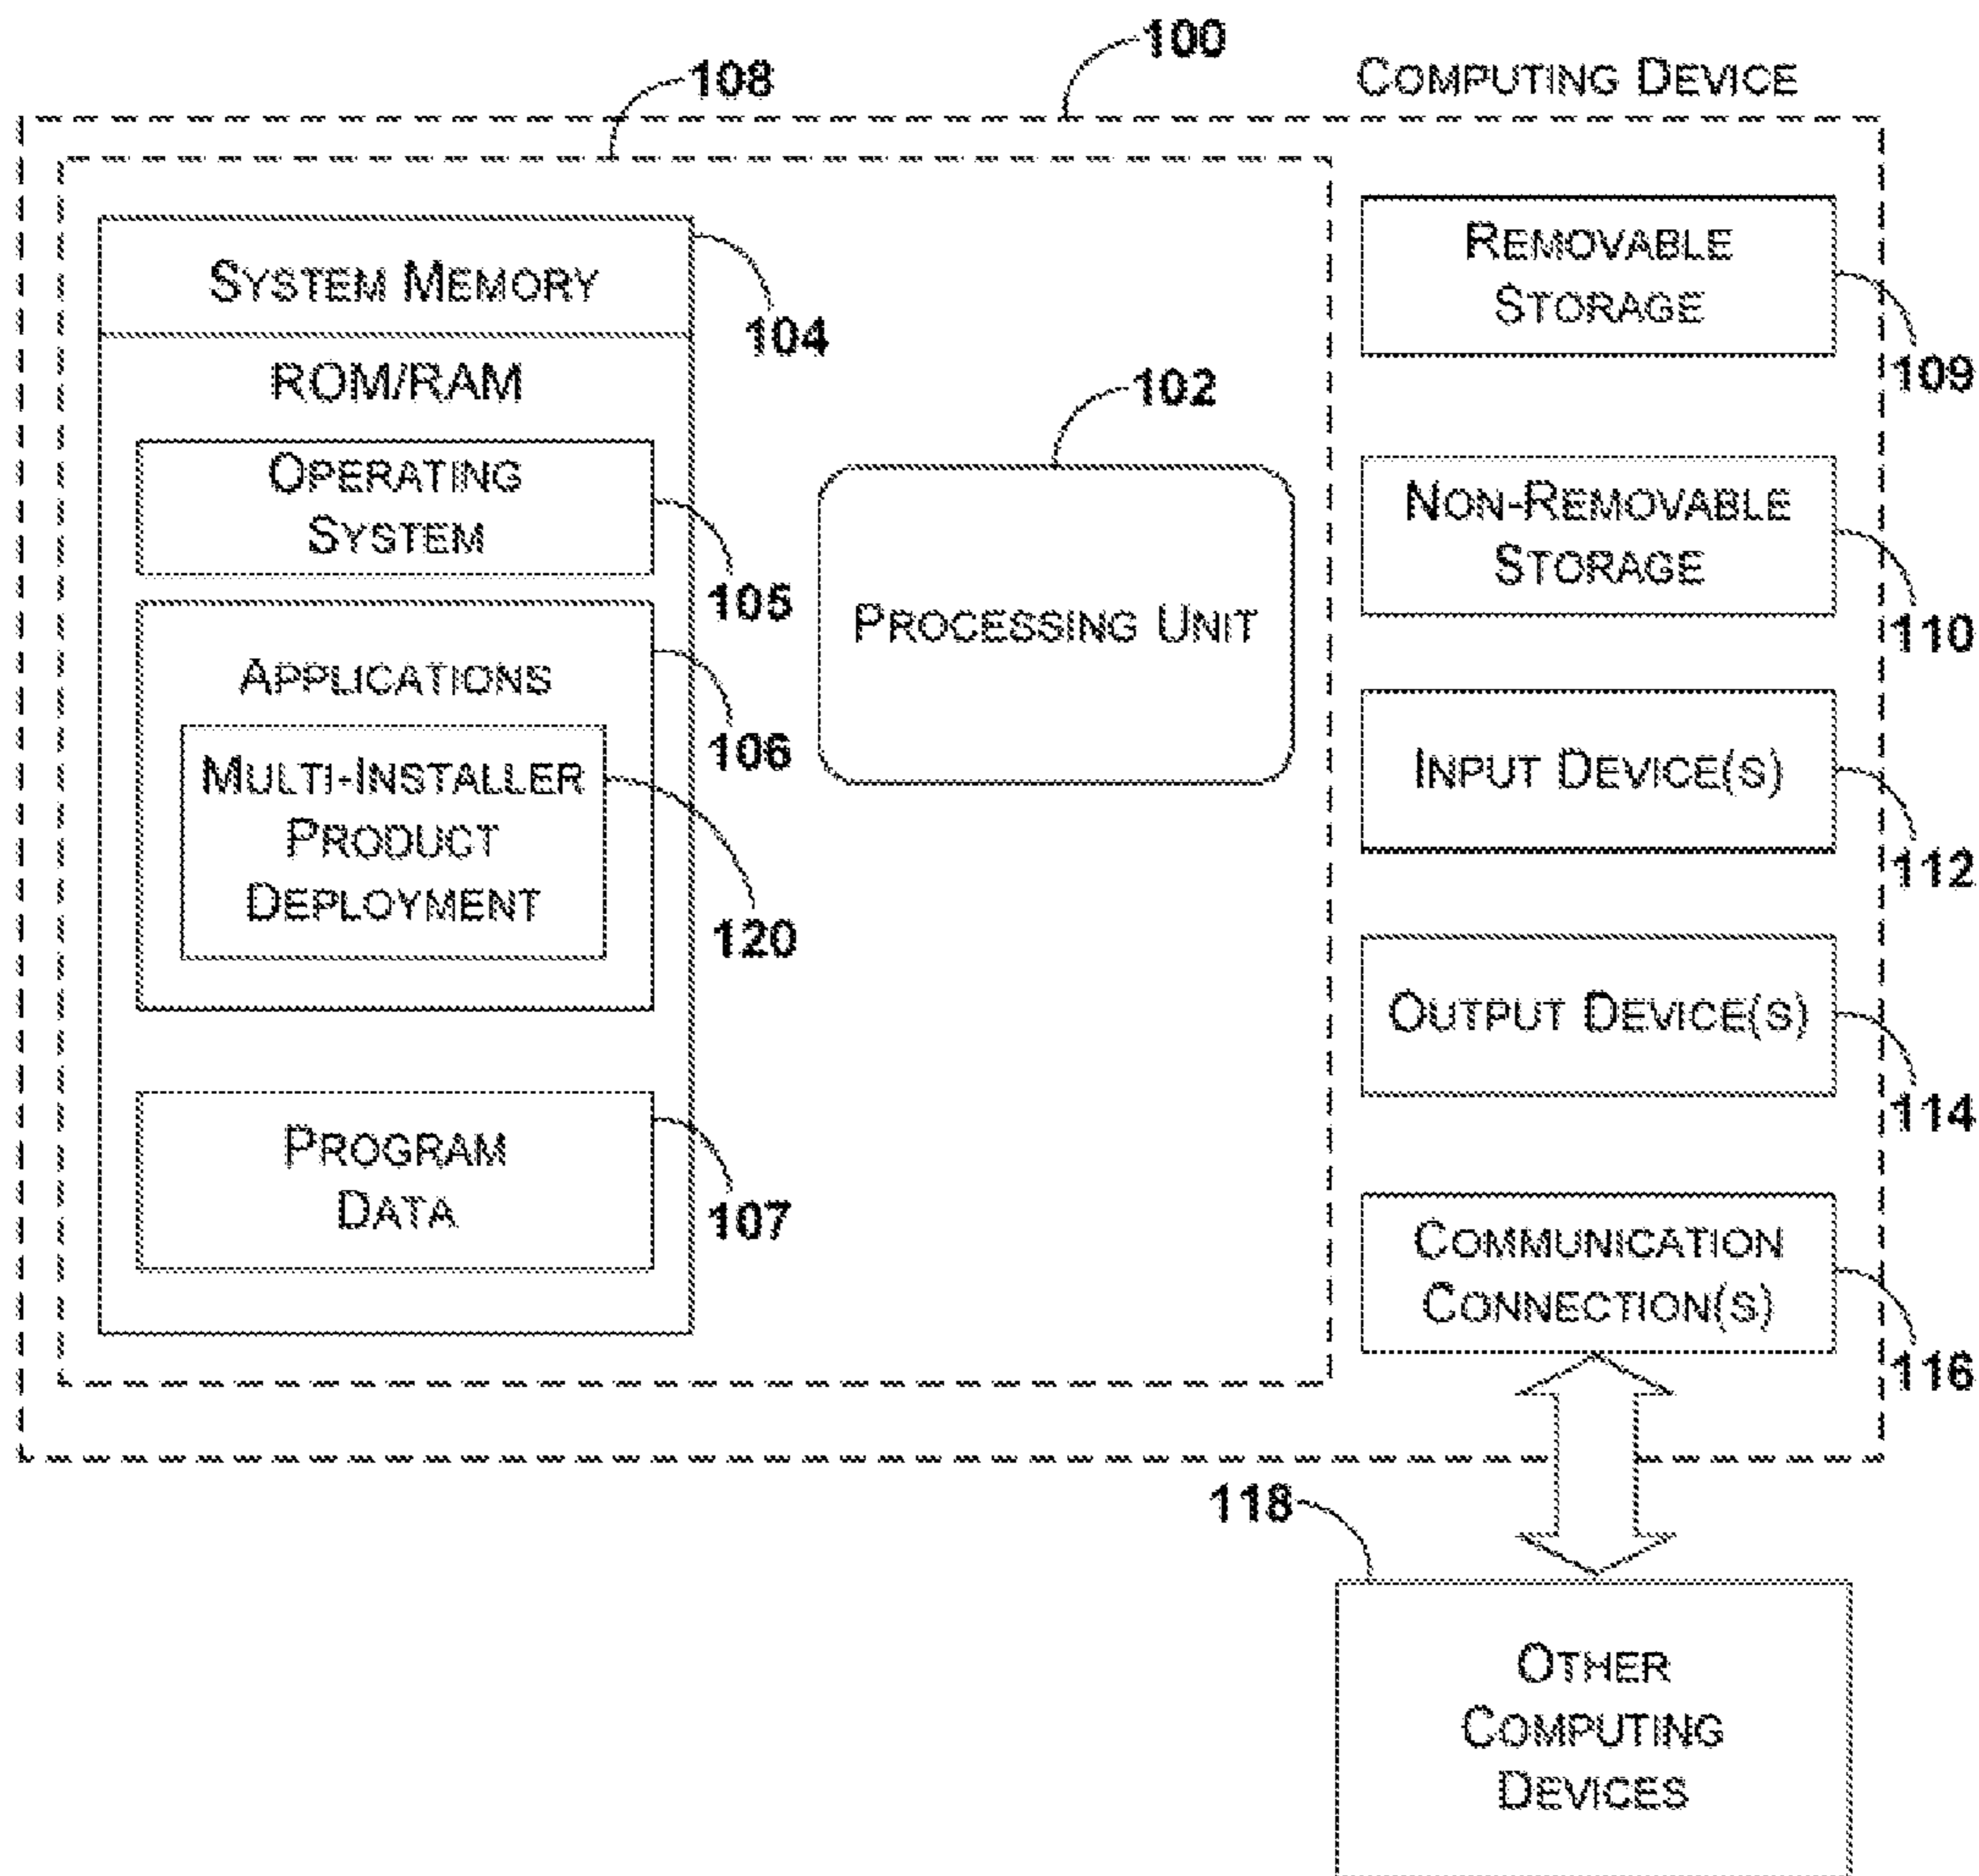 100
108
COMPUTING DEVICE
SYSTEM MEMORY
104
ROM/RAM
OPERATING
SYSTEM
105
APPLICATIONS
106
MULTI-INSTALLER
PRODUCT
DEPLOYMENT
120
PROGRAM
DATA
107
102
PROCESSING UNIT
REMOVABLE
STORAGE
109
NON-REMOVABLE
STORAGE
110
INPUT DEVICE(S)
112
OUTPUT DEVICE(S)
114
COMMUNICATION
CONNECTION(S)
116
118
OTHER
COMPUTING
DEVICES